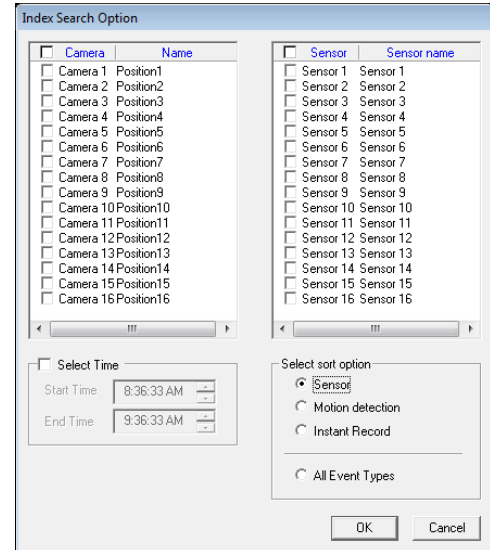 Index Search Option
Camera Name
Camera 1 Position1
Camera 2 Position2
Camera 3 Position3
Camera 4 Position4
Camera 5 Position5
Camera 6 Position6
Camera 7 Position7
Camera 8 Position8
Camera 9 Position9
Camera 10 Position10
Camera 11 Position11
Camera 12 Position12
Camera 13 Position13
Camera 14 Position14
Camera 15 Position15
Camera 16 Position16
Sensor Sensor name
Sensor 1 Sensor 1
Sensor 2 Sensor 2
Sensor 3 Sensor 3
Sensor 4 Sensor 4
Sensor 5 Sensor 5
Sensor 6 Sensor 6
Sensor 7 Sensor 7
Sensor 8 Sensor 8
Sensor 9 Sensor 9
Sensor 10 Sensor 10
Sensor 11 Sensor 11
Sensor 12 Sensor 12
Sensor 13 Sensor 13
Sensor 14 Sensor 14
Sensor 15 Sensor 15
Sensor 16 Sensor 16
Select Time
Start Time 8:36:33 AM
End Time 9:36:33 AM
Select sort option
Sensor
Motion detection
Instant Record
All Event Types
OK Cancel